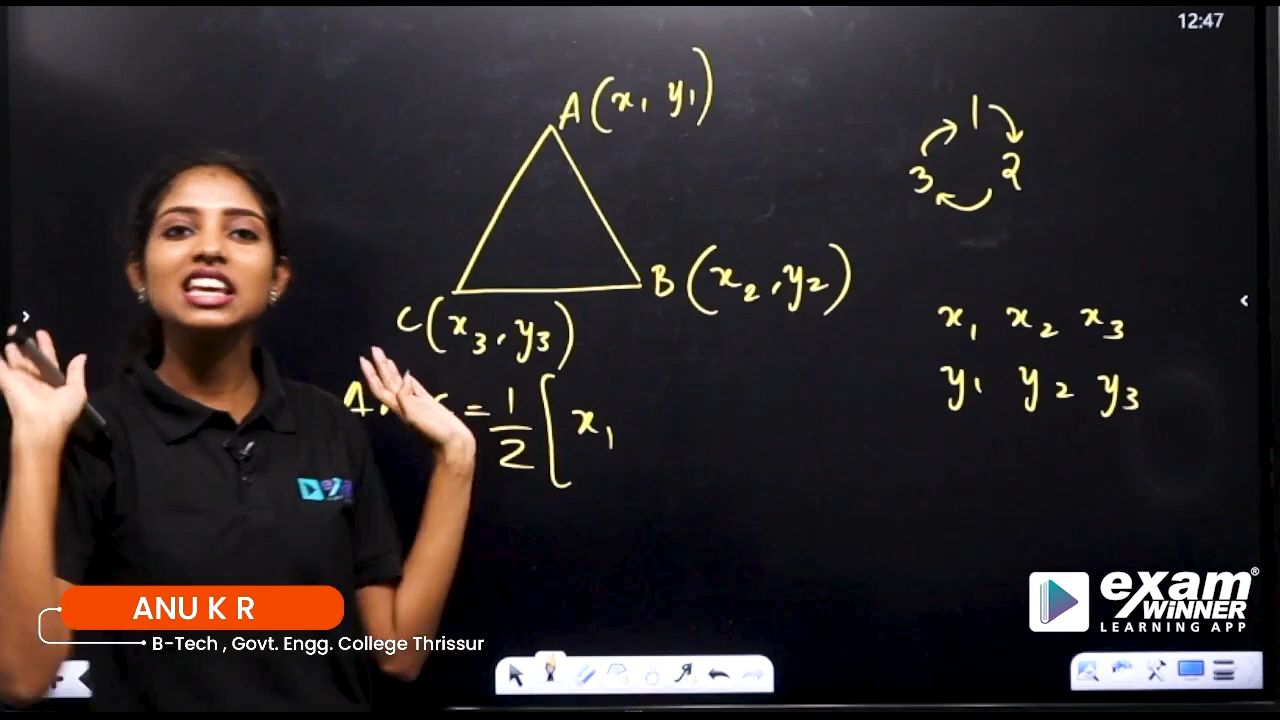 12:47
A (x₁ y₁)
1
3 2
B (x₂, y₂)
C (x₃, y₃)
x₁ x₂ x₃
y₁ y₂ y₃
= 1/2 [ x₁
ANU K R
B-Tech , Govt. Engg. College Thrissur
exam®
WiNNER
LEARNING APP